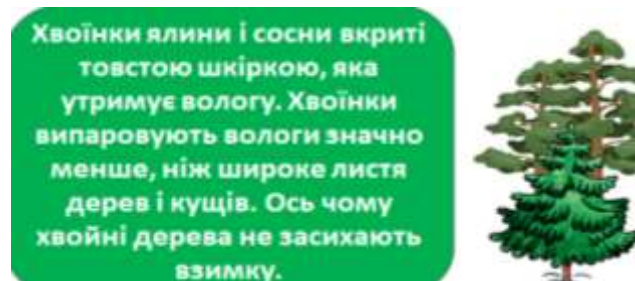 Хвоїнки ялини і сосни вкриті
товстою шкіркою, яка
утримує вологу. Хвоїнки
випаровують вологи значно
менше, ніж широке листя
дерев і кущів. Ось чому
хвойні дерева не засихають
взимку.